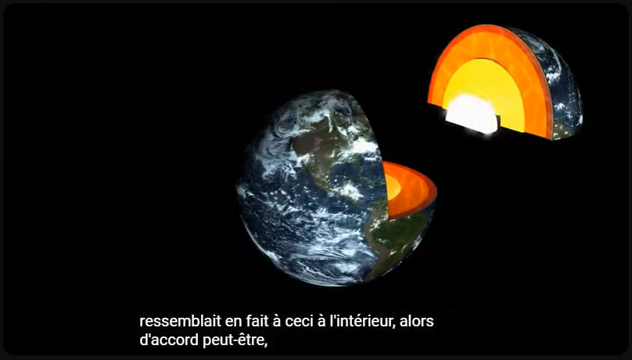 ressemblait en fait à ceci à l'intérieur, alors
d'accord peut-être,